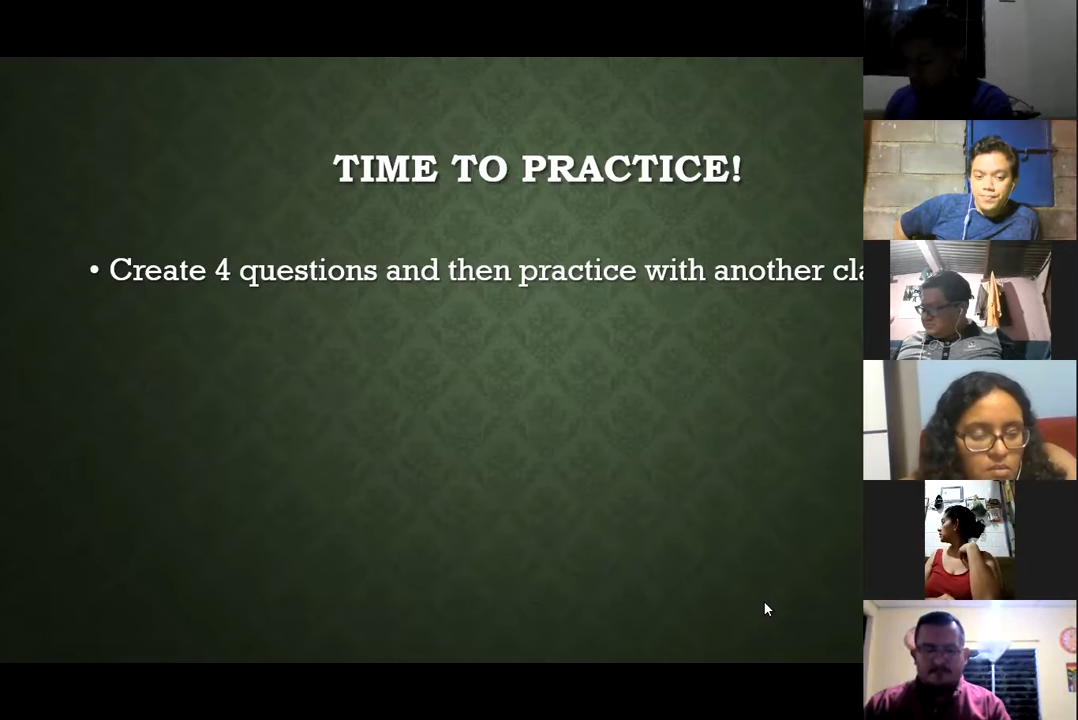 TIME TO PRACTICE!
• Create 4 questions and then practice with another cla